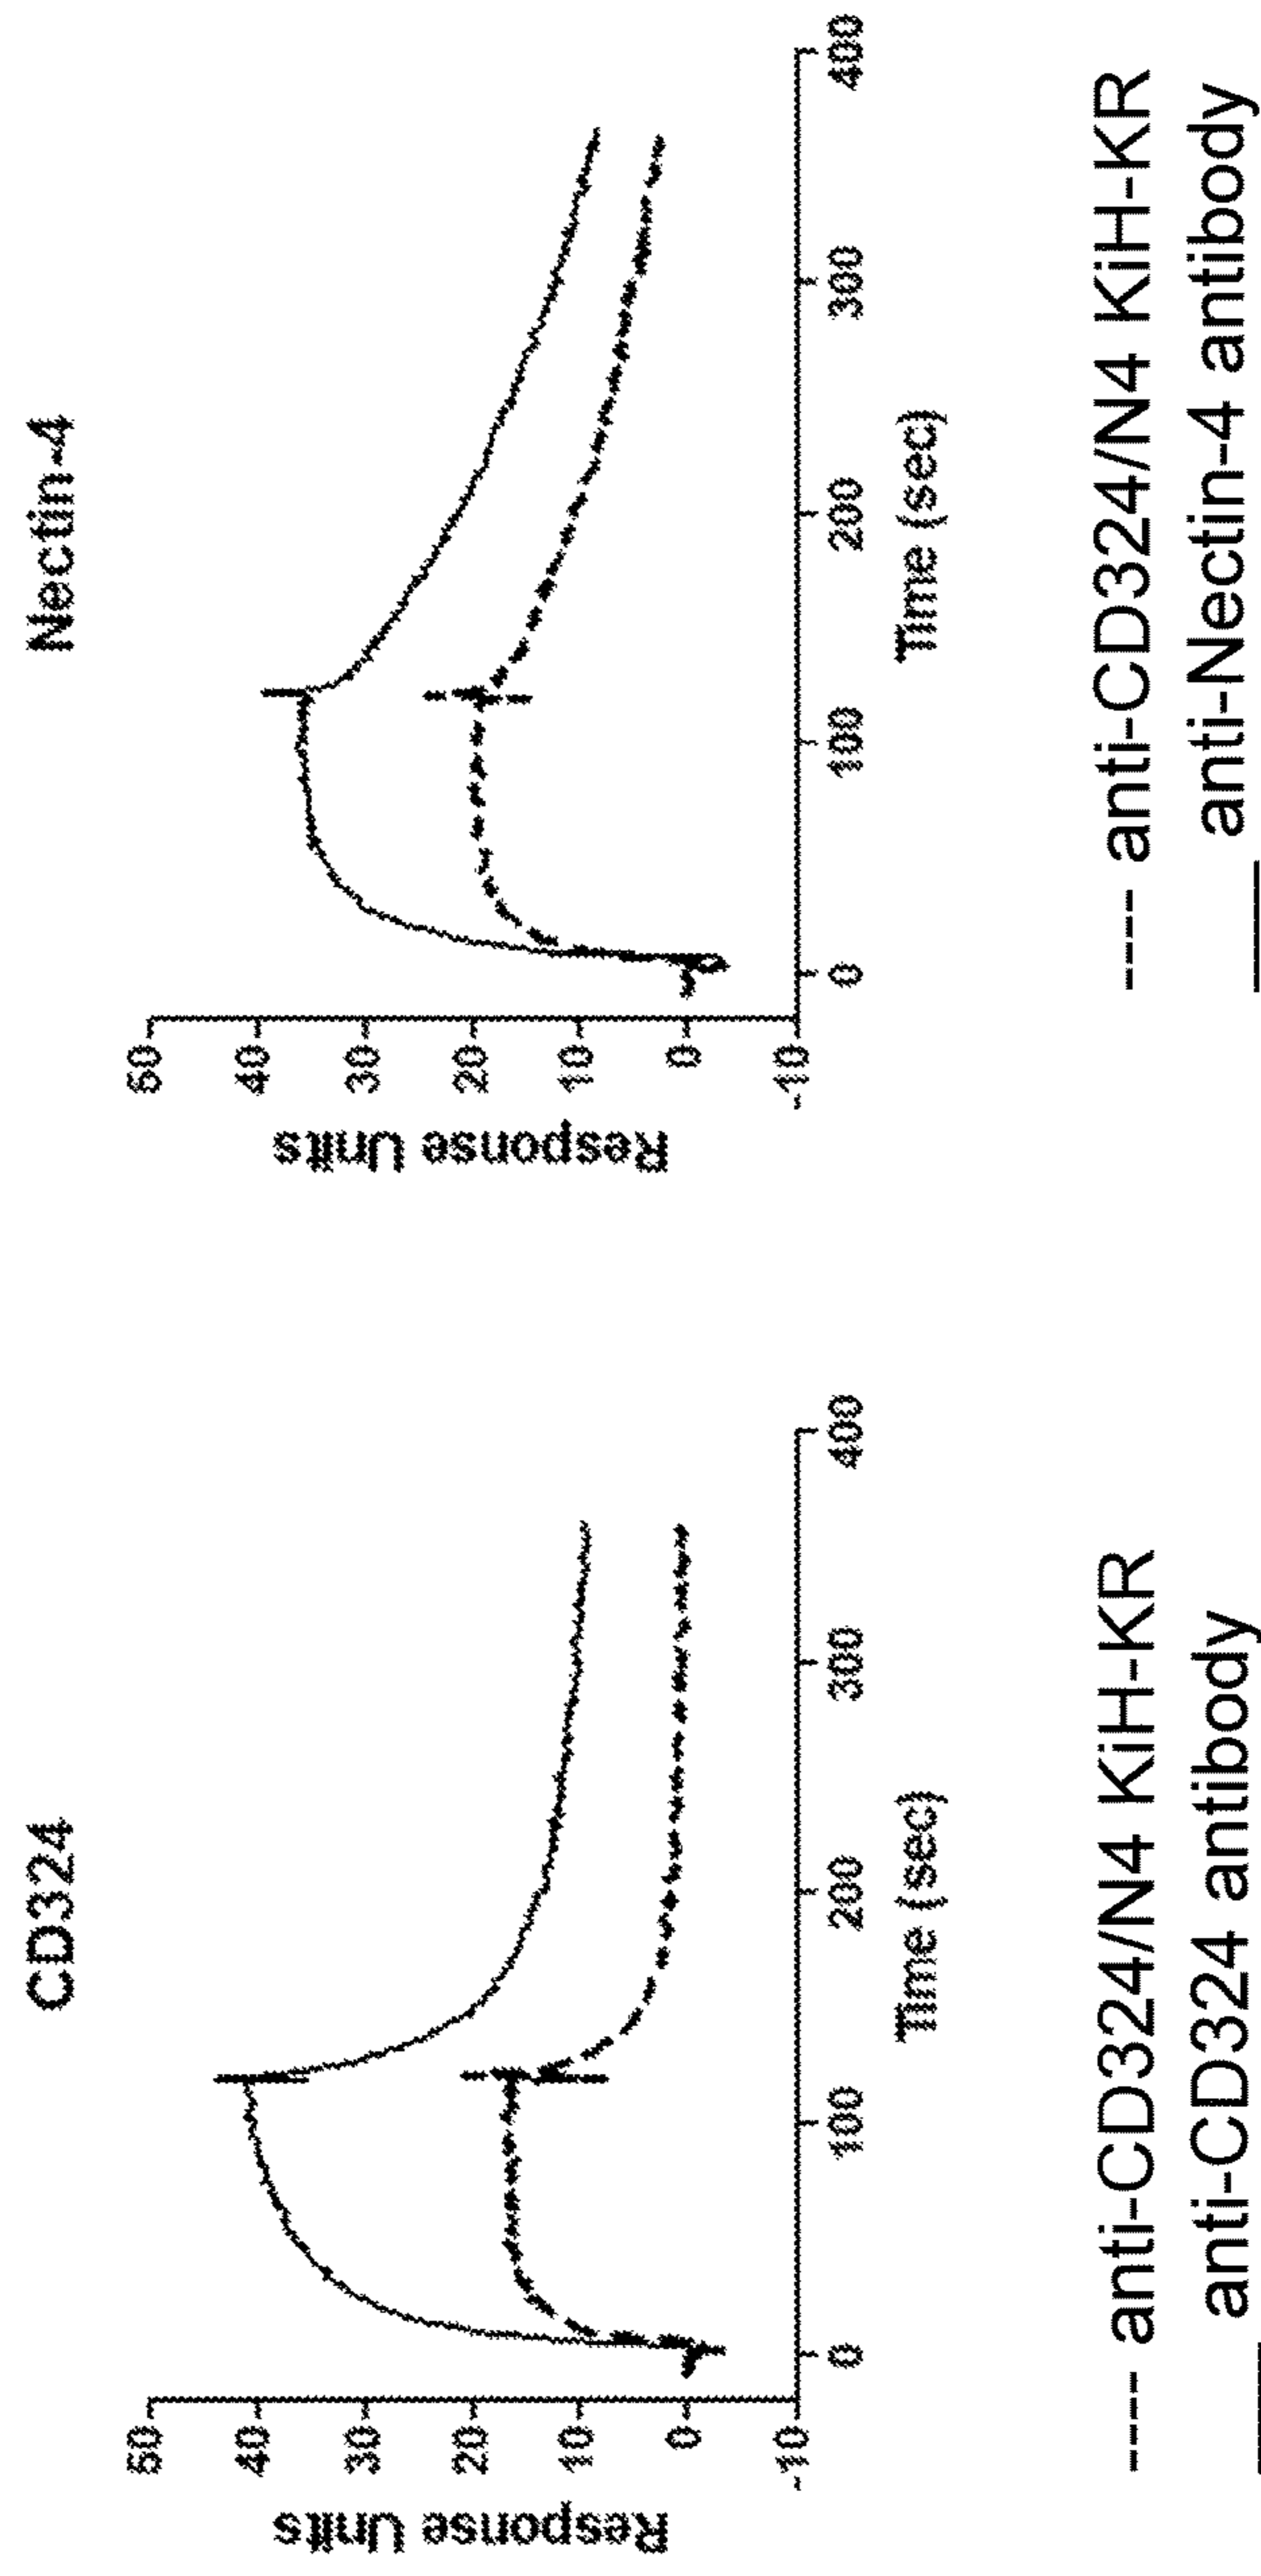 CD324
Response Units
50
40
30
20
10
0
-10
0 100 200 300 400
Time (sec)
---- anti-CD324/N4 KiH-KR
___ anti-CD324 antibody
Nectin-4
Response Units
50
40
30
20
10
0
-10
0 100 200 300 400
Time (sec)
---- anti-CD324/N4 KiH-KR
___ anti-Nectin-4 antibody